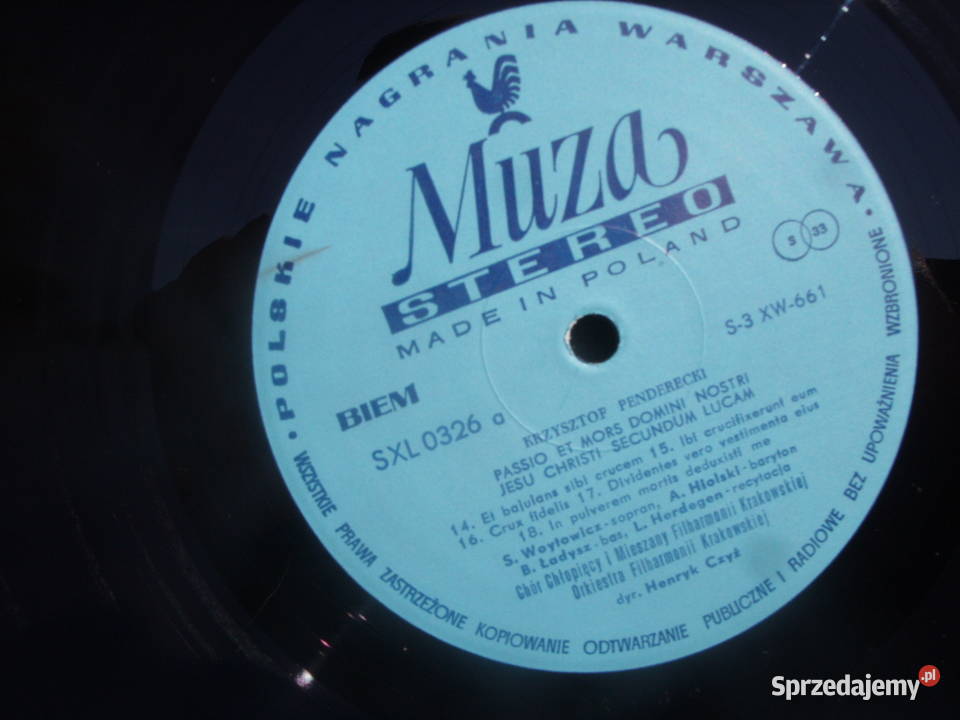 • POLSKIE NAGRANIA WARSZAWA •
Muza
STEREO
MADE IN POLAND
S 33
S-3 XW-661
BIEM
SXL 0326 a
KRZYSZTOF PENDERECKI
PASSIO ET MORS DOMINI NOSTRI
JESU CHRISTI SECUNDUM LUCAM
14. Et bajulans sibi crucem 15. Ibi crucifixerunt eum
16. Crux fidelis 17. Dividentes vero vestimenta eius
18. In pulverem mortis deduxisti me
S. Woytowicz-sopran, A. Hiolski-baryton
B. Ładysz-bas, L. Herdegen-recytacja
Chór Chłopięcy i Mieszany Filharmonii Krakowskiej
Orkiestra Filharmonii Krakowskiej
dyr. Henryk Czyż
WSZYSTKIE PRAWA ZASTRZEŻONE KOPIOWANIE ODTWARZANIE PUBLICZNE I RADIOWE BEZ UPOWAŻNIENIA WZBRONIONE
Sprzedajemy.pl